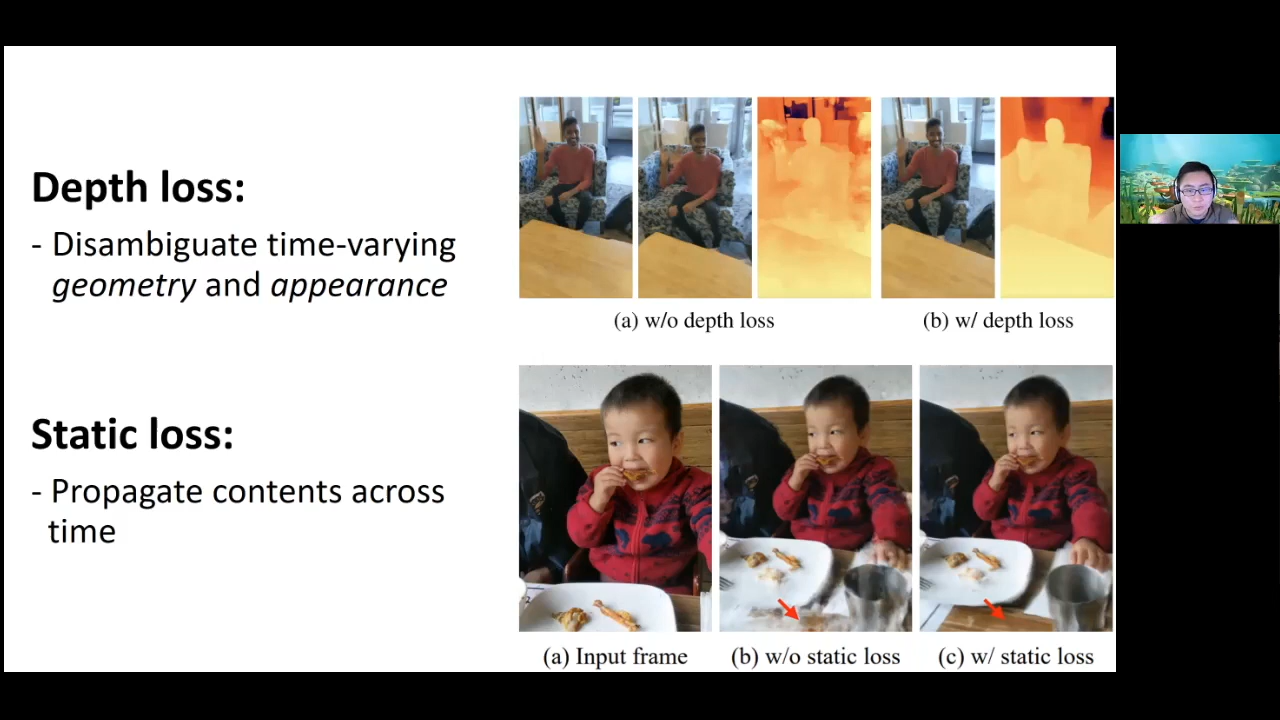 Depth loss:
- Disambiguate time-varying
geometry and appearance
(a) w/o depth loss
(b) w/ depth loss
Static loss:
- Propagate contents across
time
(a) Input frame
(b) w/o static loss
(c) w/ static loss